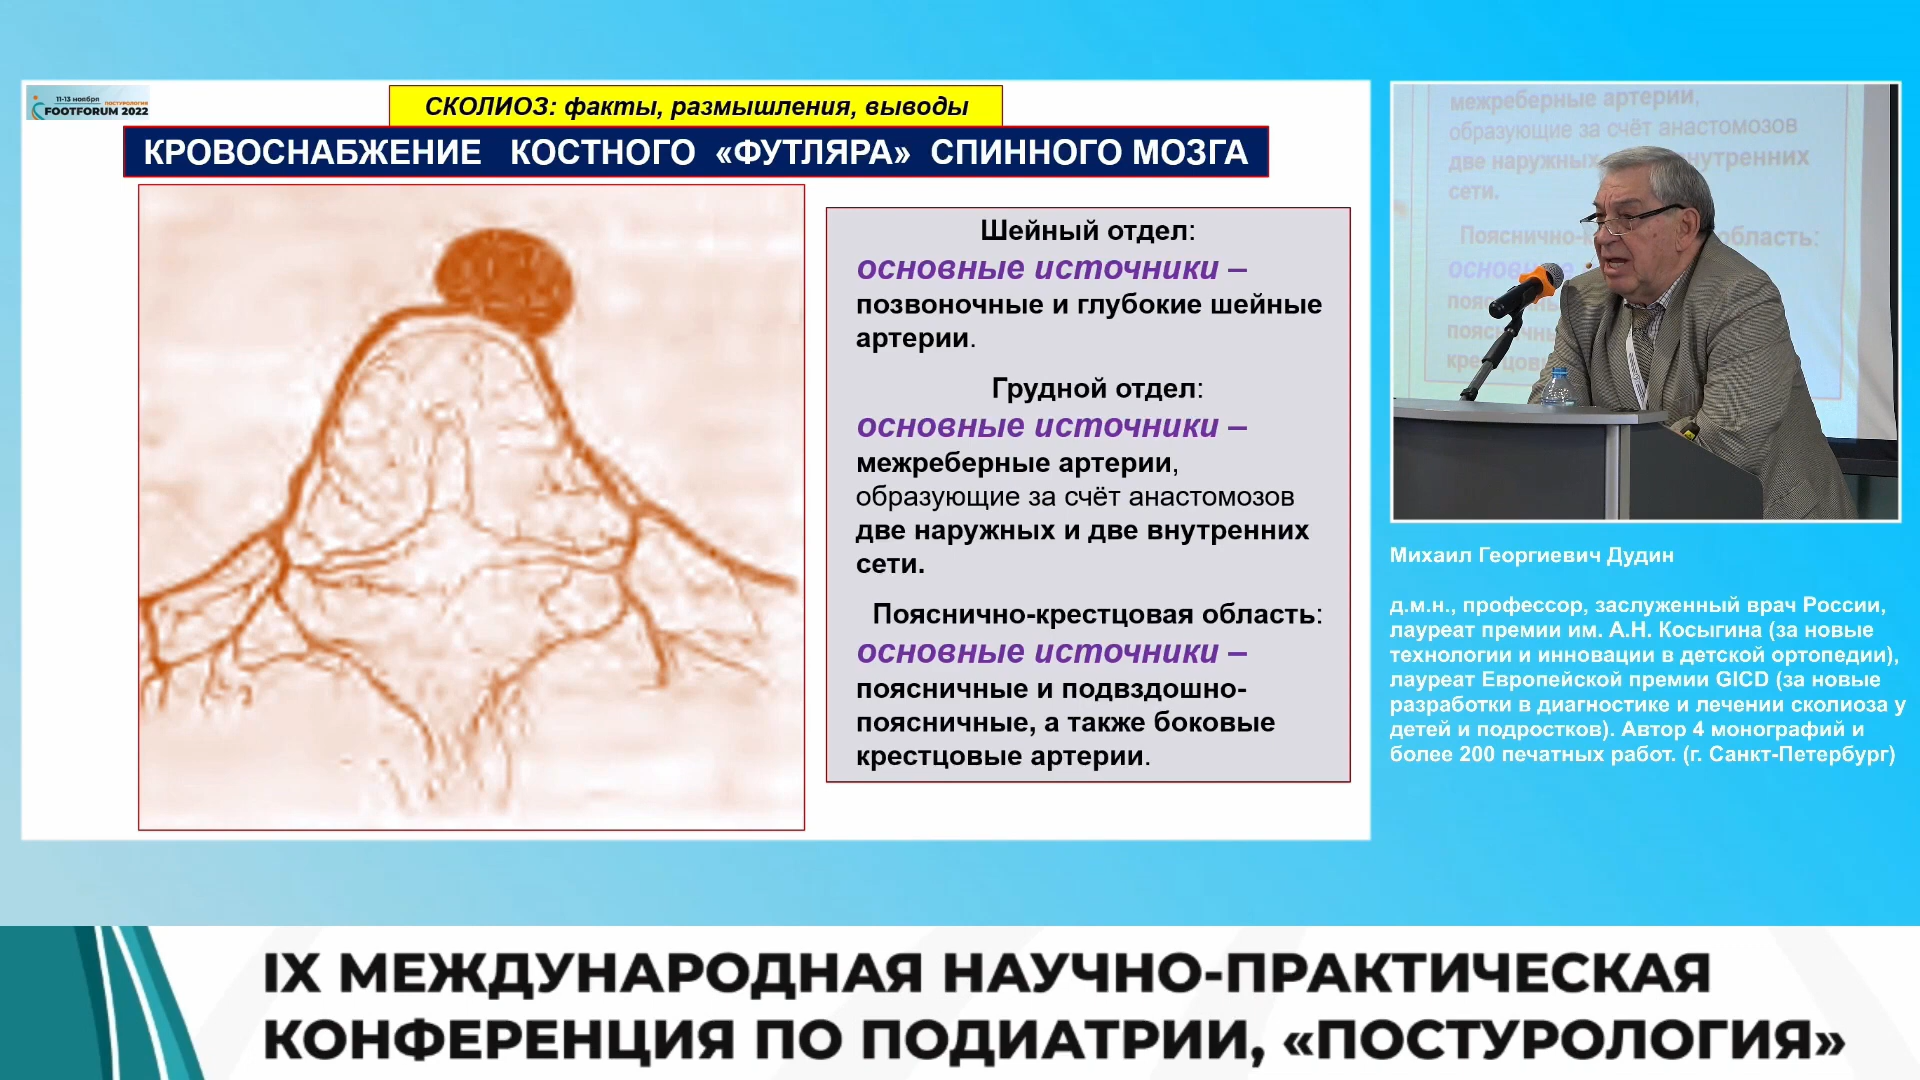 11-13 ноября
ПОСТУРОЛОГИЯ
FOOTFORUM 2022
СКОЛИОЗ: факты, размышления, выводы
КРОВОСНАБЖЕНИЕ КОСТНОГО «ФУТЛЯРА» СПИННОГО МОЗГА
Шейный отдел:
основные источники –
позвоночные и глубокие шейные
артерии.
Грудной отдел:
основные источники –
межреберные артерии,
образующие за счёт анастомозов
две наружных и две внутренних
сети.
Пояснично-крестцовая область:
основные источники –
поясничные и подвздошно-
поясничные, а также боковые
крестцовые артерии.
межреберные артерии,
образующие за счёт анастомозов
две наружных внутренних
сети.
область:
Михаил Георгиевич Дудин
д.м.н., профессор, заслуженный врач России,
лауреат премии им. А.Н. Косыгина (за новые
технологии и инновации в детской ортопедии),
лауреат Европейской премии GICD (за новые
разработки в диагностике и лечении сколиоза у
детей и подростков). Автор 4 монографий и
более 200 печатных работ. (г. Санкт-Петербург)
IX МЕЖДУНАРОДНАЯ НАУЧНО-ПРАКТИЧЕСКАЯ
КОНФЕРЕНЦИЯ ПО ПОДИАТРИИ, «ПОСТУРОЛОГИЯ»